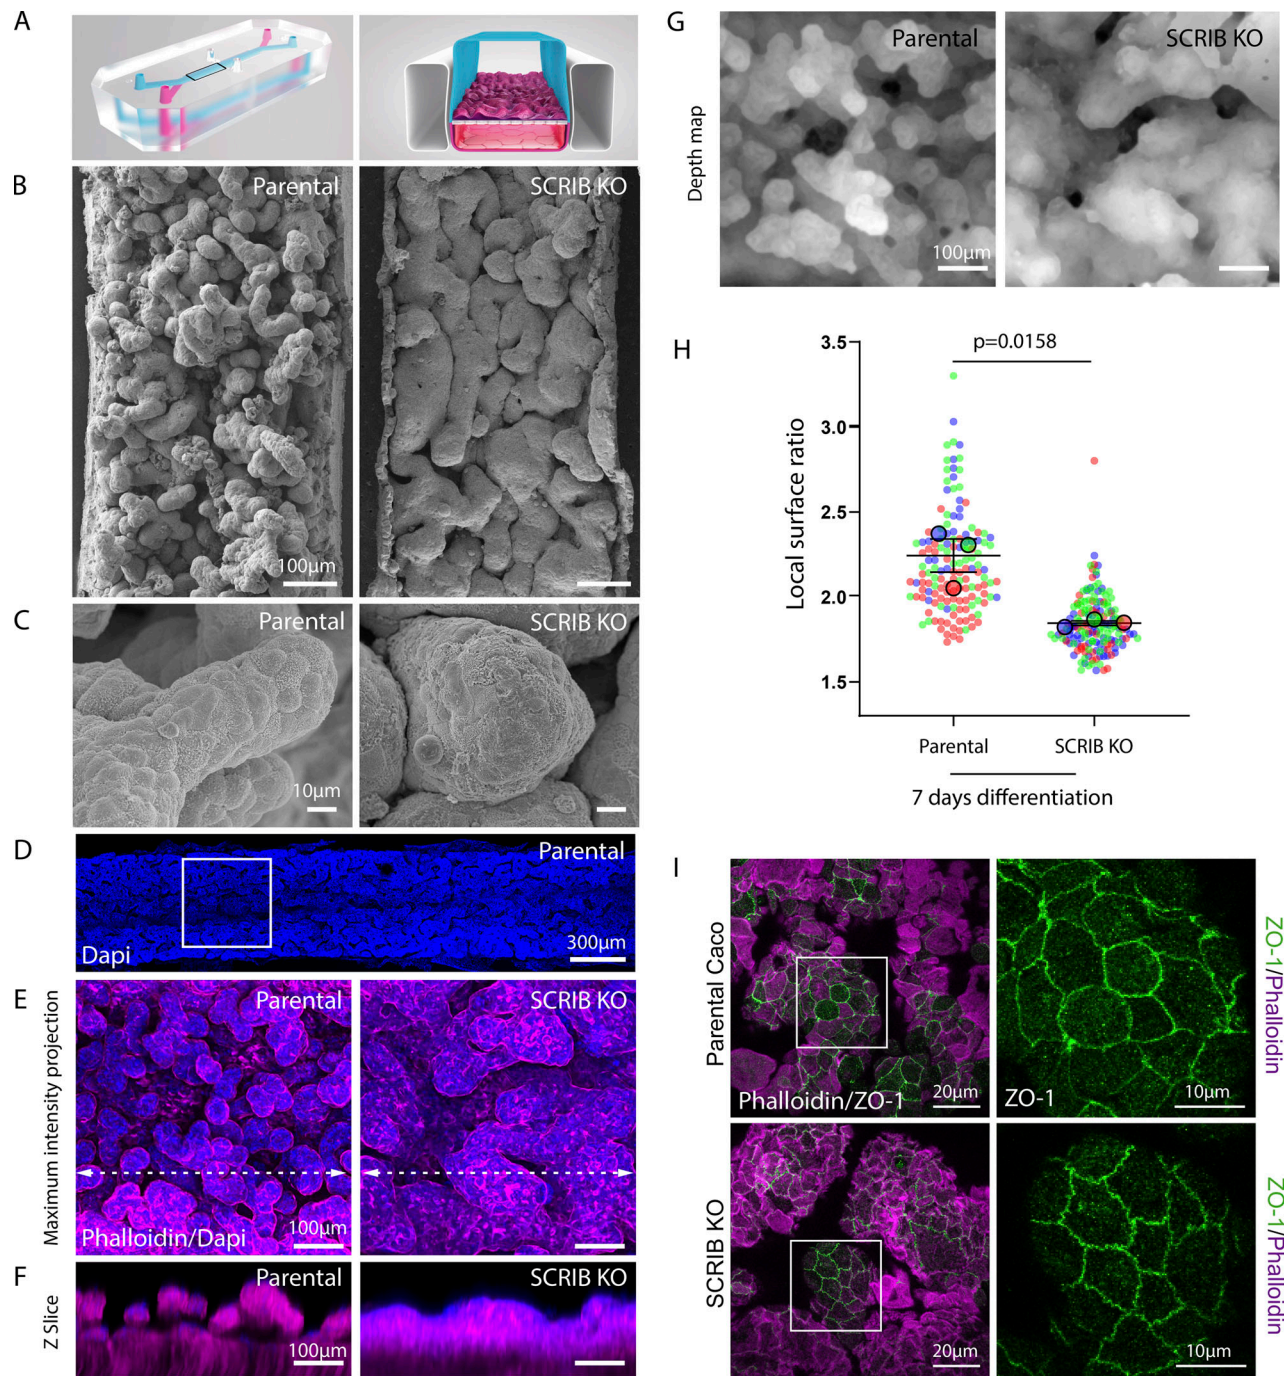 A
B
Parental
SCRIB KO
100µm
C
Parental
SCRIB KO
10µm
D
Parental
Dapi
300µm
E
Maximum intensity projection
Parental
SCRIB KO
Phalloidin/Dapi
100µm
F
Z Slice
Parental
SCRIB KO
100µm
G
Depth map
Parental
SCRIB KO
100µm
H
p=0.0158
Local surface ratio
3.5
3.0
2.5
2.0
1.5
Parental
SCRIB KO
7 days differentiation
I
Parental Caco
Phalloidin/ZO-1
20µm
ZO-1
10µm
ZO-1/Phalloidin
SCRIB KO
20µm
10µm
ZO-1/Phalloidin